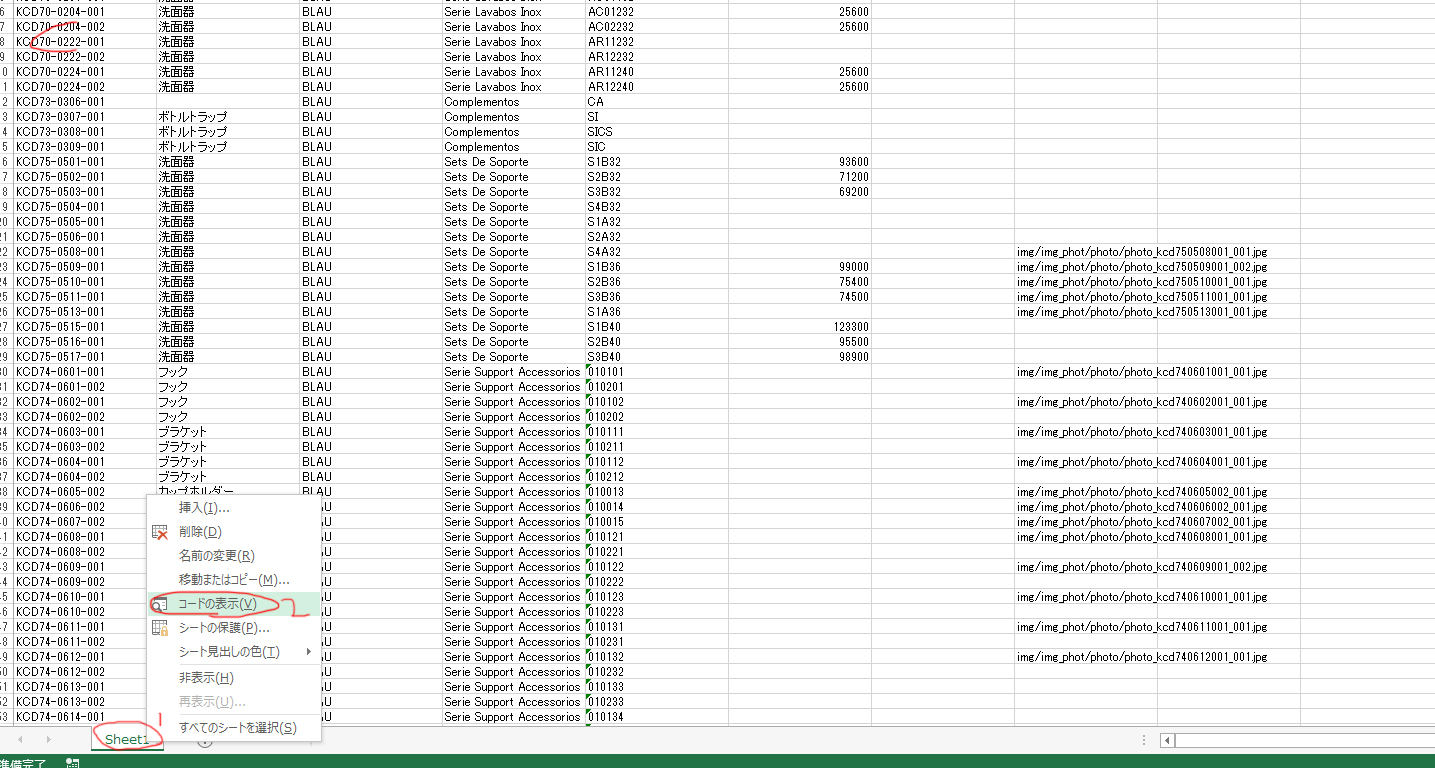 6 KCD70-0204-001 洗面器 BLAU Serie Lavabos Inox AC01232 25600
7 KCD70-0204-002 洗面器 BLAU Serie Lavabos Inox AC02232 25600
8 KCD70-0222-001 洗面器 BLAU Serie Lavabos Inox AR11232
9 KCD70-0222-002 洗面器 BLAU Serie Lavabos Inox AR12232
0 KCD70-0224-001 洗面器 BLAU Serie Lavabos Inox AR11240 25600
1 KCD70-0224-002 洗面器 BLAU Serie Lavabos Inox AR12240 25600
2 KCD73-0306-001 BLAU Complementos CA
3 KCD73-0307-001 ボトルトラップ BLAU Complementos SI
4 KCD73-0308-001 ボトルトラップ BLAU Complementos SICS
5 KCD73-0309-001 ボトルトラップ BLAU Complementos SIC
6 KCD75-0501-001 洗面器 BLAU Sets De Soporte S1B32 93600
7 KCD75-0502-001 洗面器 BLAU Sets De Soporte S2B32 71200
8 KCD75-0503-001 洗面器 BLAU Sets De Soporte S3B32 69200
9 KCD75-0504-001 洗面器 BLAU Sets De Soporte S4B32
20 KCD75-0505-001 洗面器 BLAU Sets De Soporte S1A32
21 KCD75-0506-001 洗面器 BLAU Sets De Soporte S2A32
22 KCD75-0508-001 洗面器 BLAU Sets De Soporte S4A32 img/img_phot/photo/photo_kcd750508001_001.jpg
23 KCD75-0509-001 洗面器 BLAU Sets De Soporte S1B36 99000 img/img_phot/photo/photo_kcd750509001_002.jpg
24 KCD75-0510-001 洗面器 BLAU Sets De Soporte S2B36 75400 img/img_phot/photo/photo_kcd750510001_001.jpg
25 KCD75-0511-001 洗面器 BLAU Sets De Soporte S3B36 74500 img/img_phot/photo/photo_kcd750511001_001.jpg
26 KCD75-0513-001 洗面器 BLAU Sets De Soporte S1A36 img/img_phot/photo/photo_kcd750513001_001.jpg
27 KCD75-0515-001 洗面器 BLAU Sets De Soporte S1B40 123300
28 KCD75-0516-001 洗面器 BLAU Sets De Soporte S2B40 95500
29 KCD75-0517-001 洗面器 BLAU Sets De Soporte S3B40 98900
30 KCD74-0601-001 フック BLAU Serie Support Accessorios 010101 img/img_phot/photo/photo_kcd740601001_001.jpg
31 KCD74-0601-002 フック BLAU Serie Support Accessorios 010201
32 KCD74-0602-001 フック BLAU Serie Support Accessorios 010102 img/img_phot/photo/photo_kcd740602001_001.jpg
33 KCD74-0602-002 フック BLAU Serie Support Accessorios 010202
34 KCD74-0603-001 ブラケット BLAU Serie Support Accessorios 010111 img/img_phot/photo/photo_kcd740603001_001.jpg
35 KCD74-0603-002 ブラケット BLAU Serie Support Accessorios 010211
36 KCD74-0604-001 ブラケット BLAU Serie Support Accessorios 010112 img/img_phot/photo/photo_kcd740604001_001.jpg
37 KCD74-0604-002 ブラケット BLAU Serie Support Accessorios 010212
38 KCD74-0605-002 カップホルダー BLAU Serie Support Accessorios 010013 img/img_phot/photo/photo_kcd740605002_001.jpg
39 KCD74-0606-002 AU Serie Support Accessorios 010014 img/img_phot/photo/photo_kcd740606002_001.jpg
40 KCD74-0607-002 AU Serie Support Accessorios 010015 img/img_phot/photo/photo_kcd740607002_001.jpg
41 KCD74-0608-001 AU Serie Support Accessorios 010121 img/img_phot/photo/photo_kcd740608001_001.jpg
42 KCD74-0608-002 AU Serie Support Accessorios 010221
43 KCD74-0609-001 AU Serie Support Accessorios 010122 img/img_phot/photo/photo_kcd740609001_002.jpg
44 KCD74-0609-002 AU Serie Support Accessorios 010222
45 KCD74-0610-001 AU Serie Support Accessorios 010123 img/img_phot/photo/photo_kcd740610001_001.jpg
46 KCD74-0610-002 AU Serie Support Accessorios 010223
47 KCD74-0611-001 AU Serie Support Accessorios 010131 img/img_phot/photo/photo_kcd740611001_001.jpg
48 KCD74-0611-002 AU Serie Support Accessorios 010231
49 KCD74-0612-001 AU Serie Support Accessorios 010132 img/img_phot/photo/photo_kcd740612001_001.jpg
50 KCD74-0612-002 AU Serie Support Accessorios 010232
51 KCD74-0613-001 AU Serie Support Accessorios 010133
52 KCD74-0613-002 AU Serie Support Accessorios 010233
53 KCD74-0614-001 AU Serie Support Accessorios 010134
挿入(I)...
削除(D)
名前の変更(R)
移動またはコピー(M)...
コードの表示(V) 2
シートの保護(P)...
シート見出しの色(T)
非表示(H)
再表示(U)...
すべてのシートを選択(S)
1
Sheet1
準備完了